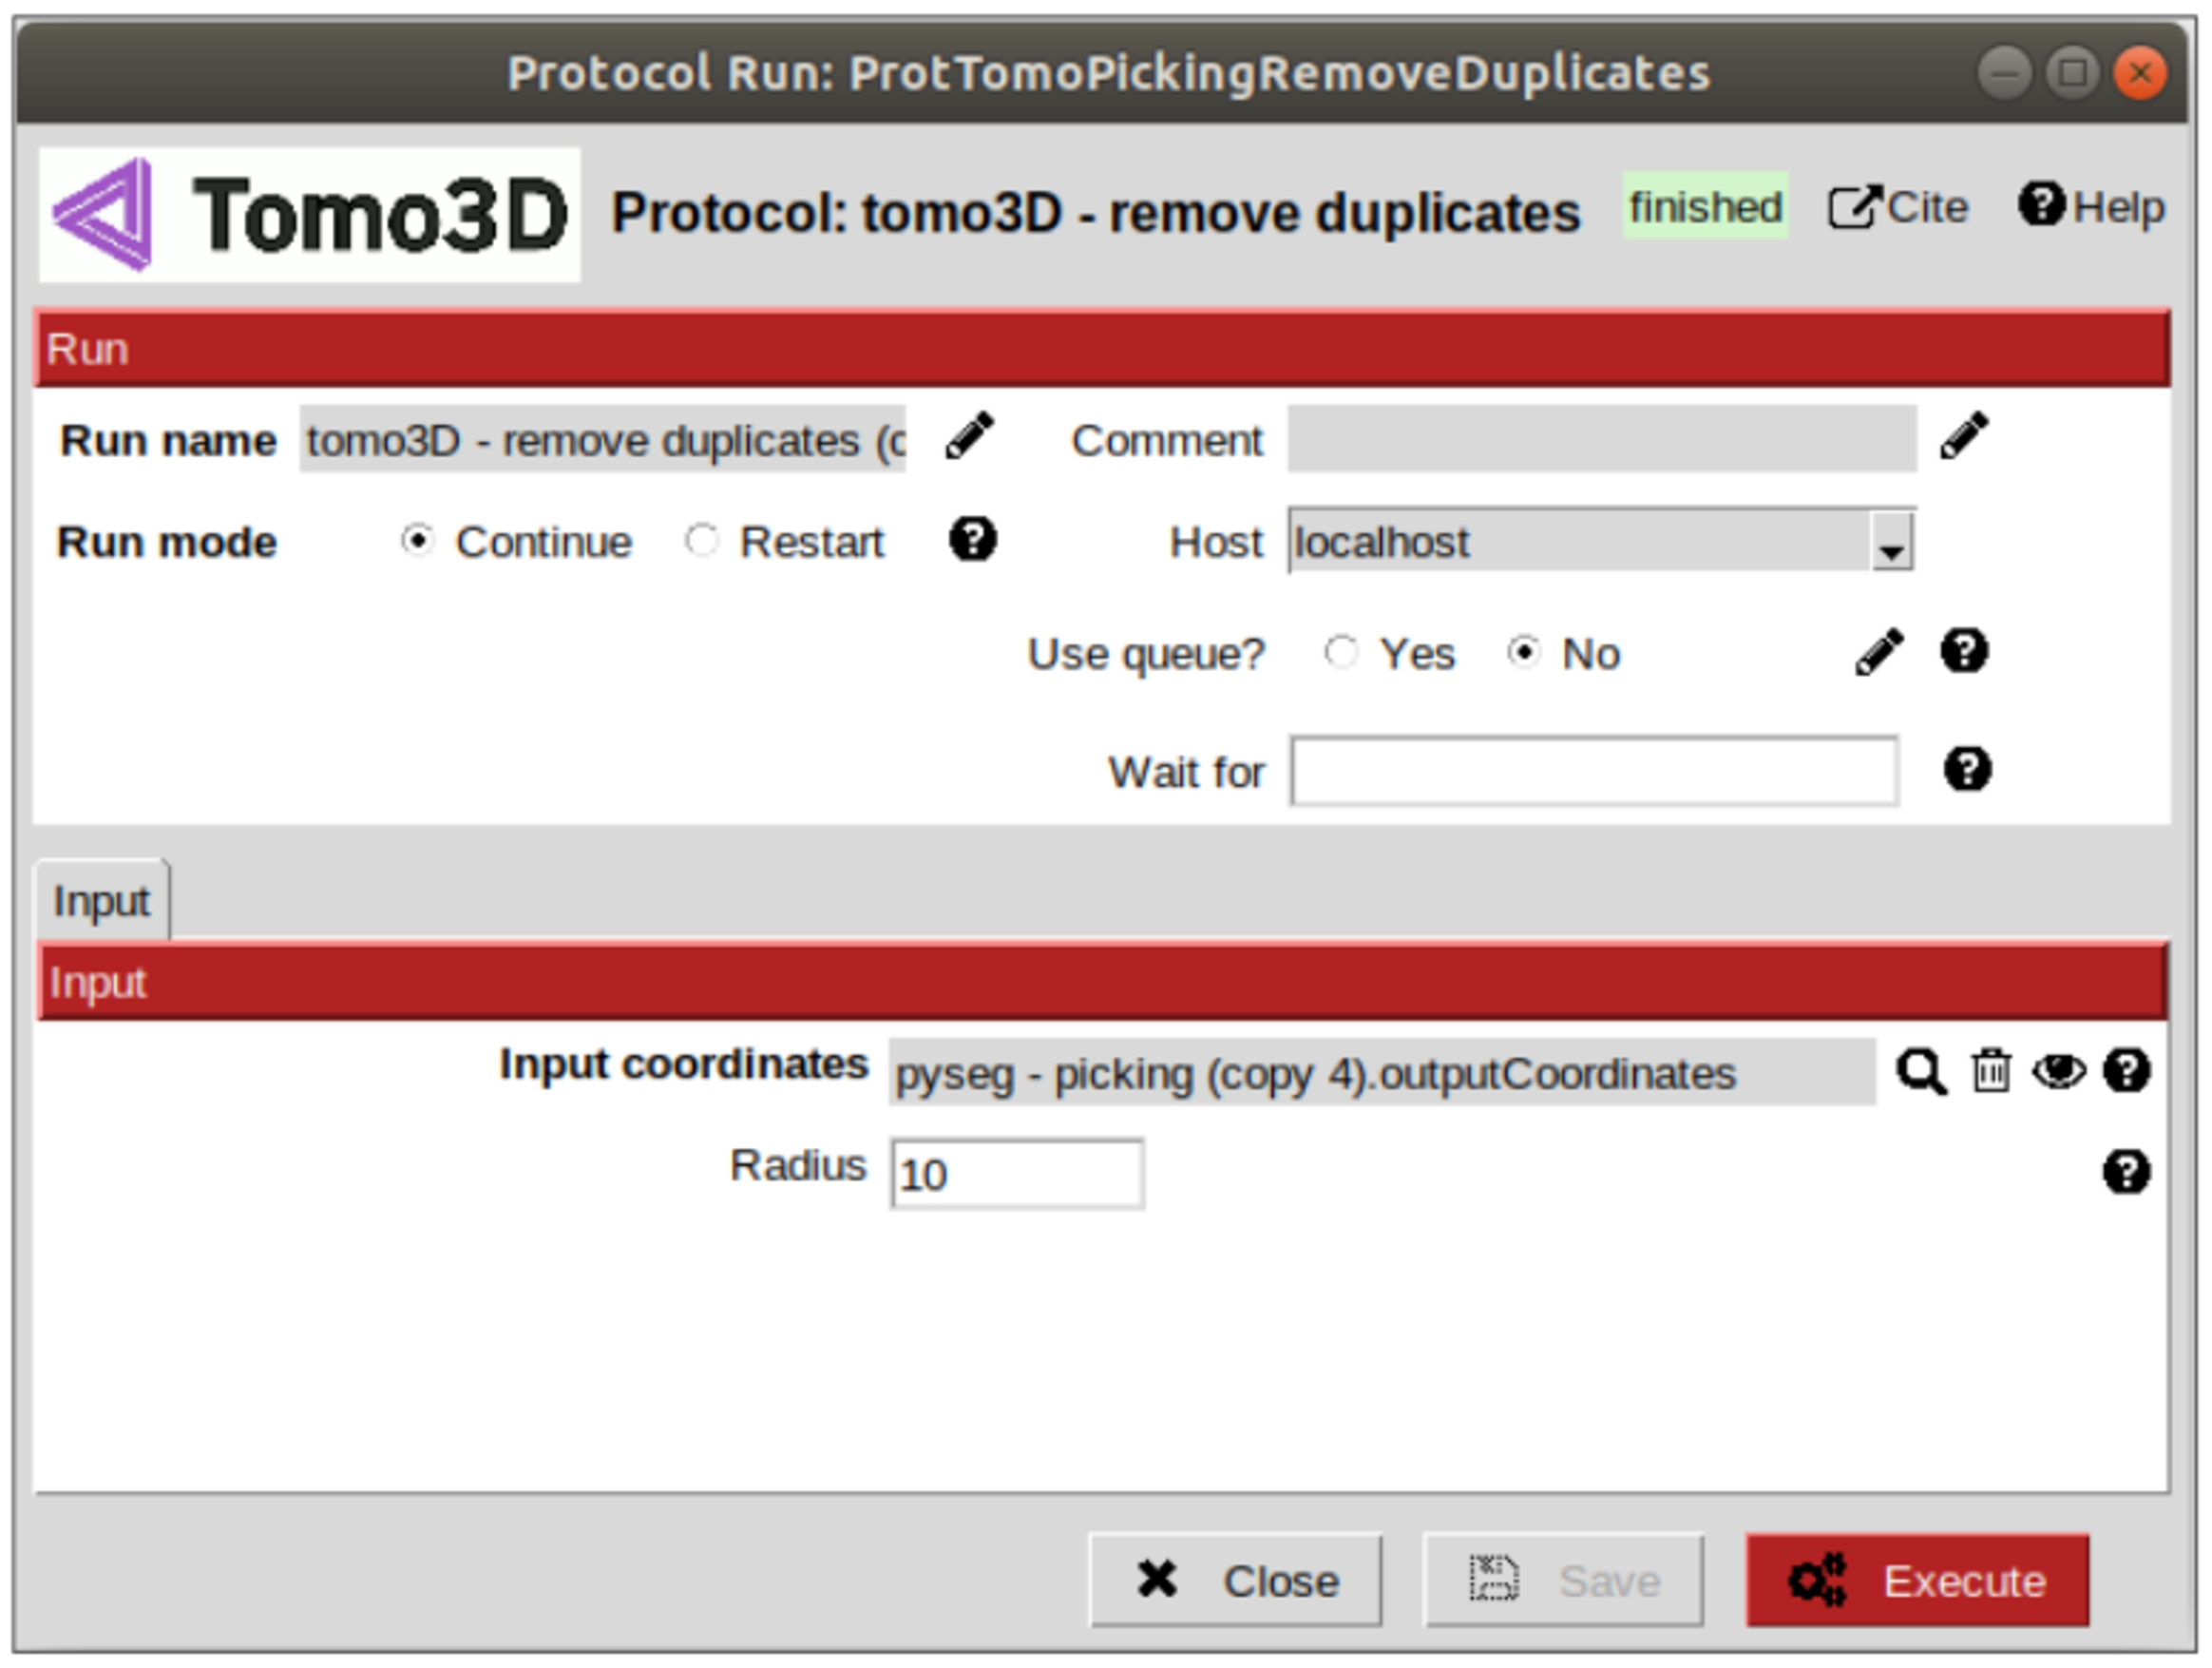 Protocol Run: ProtTomoPickingRemoveDuplicates
Tomo3D Protocol: tomo3D - remove duplicates finished Cite Help
Run
Run name tomo3D - remove duplicates (c Comment
Run mode Continue Restart Host localhost
Use queue? Yes No
Wait for
Input
Input
Input coordinates pyseg - picking (copy 4).outputCoordinates
Radius 10
Close Save Execute